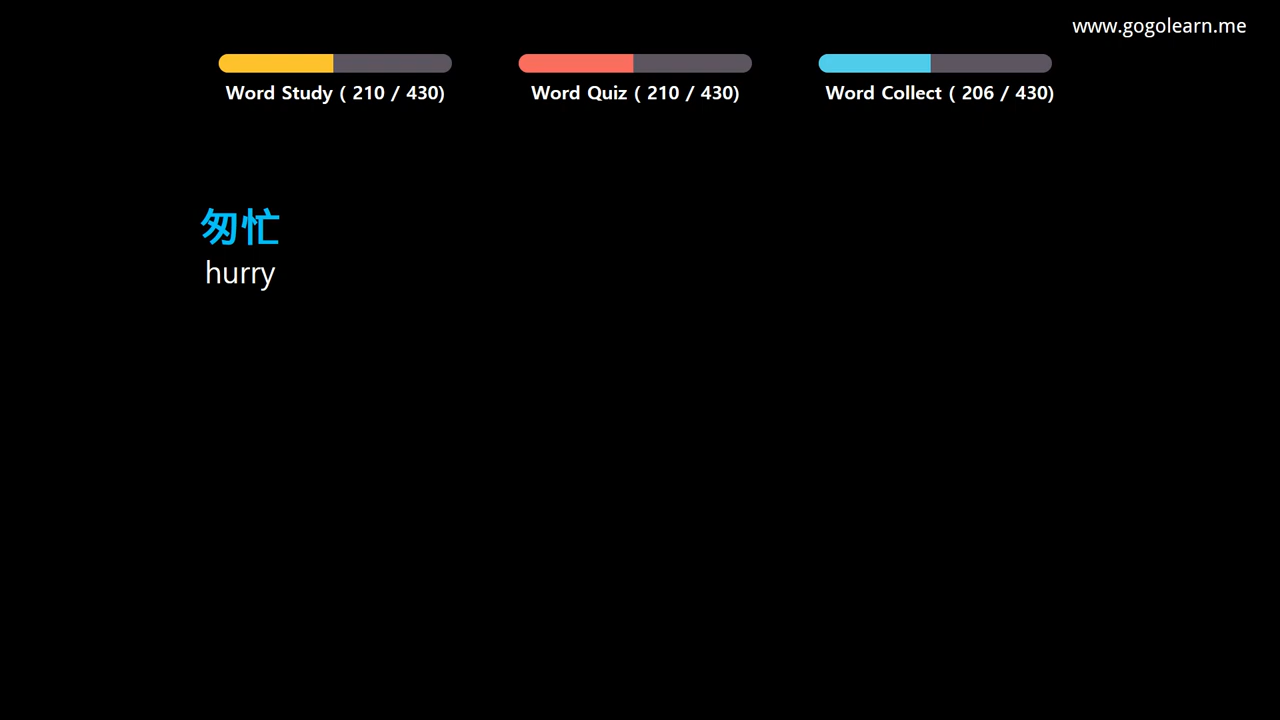 www.gogolearn.me
Word Study ( 210 / 430)
Word Quiz ( 210 / 430)
Word Collect ( 206 / 430)
匆忙
hurry